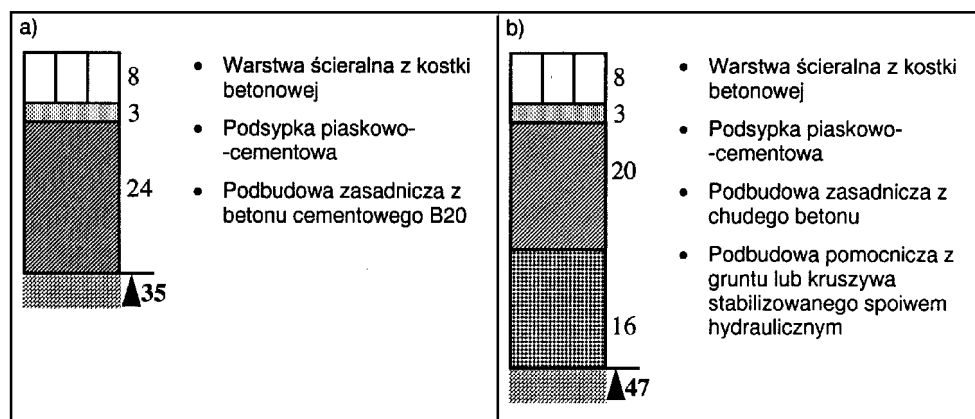 a)
8
3
24
35
• Warstwa ścieralna z kostki
betonowej
• Podsypka piaskowo-
-cementowa
• Podbudowa zasadnicza z
betonu cementowego B20
b)
8
3
20
16
47
• Warstwa ścieralna z kostki
betonowej
• Podsypka piaskowo-
-cementowa
• Podbudowa zasadnicza z
chudego betonu
• Podbudowa pomocnicza z
gruntu lub kruszywa
stabilizowanego spoiwem
hydraulicznym